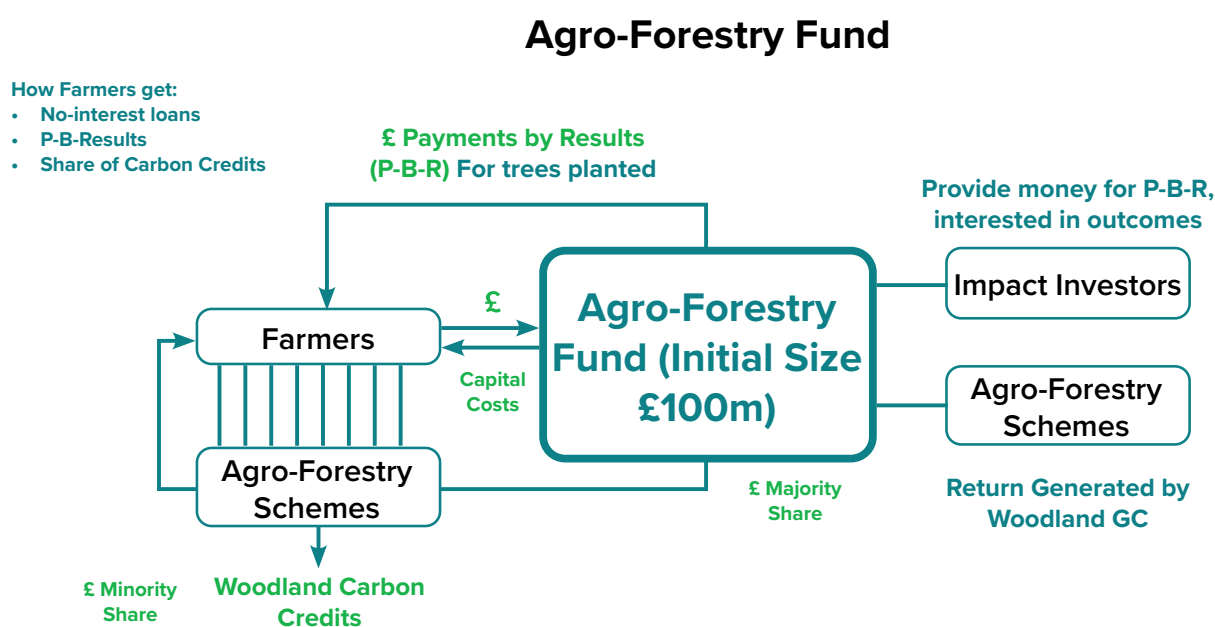 Agro-Forestry Fund
How Farmers get:
• No-interest loans
• P-B-Results
• Share of Carbon Credits
£ Payments by Results
(P-B-R) For trees planted
Provide money for P-B-R,
interested in outcomes
Impact Investors
Agro-Forestry
Fund (Initial Size
£100m)
£
Farmers
Capital
Costs
Agro-Forestry
Schemes
Agro-Forestry
Schemes
£ Majority
Share
Return Generated by
Woodland GC
£ Minority
Share
Woodland Carbon
Credits